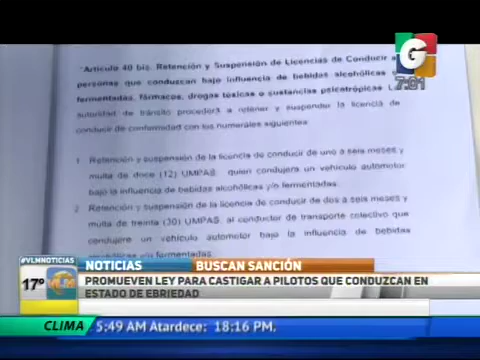 "Artículo 40 bis. Retención y Suspensión de Licencias de Conducir a
personas que conduzcan bajo influencia de bebidas alcohólicas
fermentadas, fármacos, drogas tóxicas o sustancias psicotrópicas
autoridad de tránsito procederá a retener y suspender la licencia de
conducir de conformidad con los numerales siguientes:
1 Retención y suspensión de la licencia de conducir de uno a seis meses y
multa de doce (12) UMPAS. quien condujera un vehículo automotor
bajo la influencia de bebidas alcohólicas y/o fermentadas.
2 Retención y suspensión de la licencia de conducir de dos a seis meses y
multa de treinta (30) UMPAS, al conductor de transporte colectivo que
condujere un vehículo automotor bajo la influencia de bebidas
alcohólicas y/o fermentadas.
G
7:01
#VLMNOTICIAS
17º
VLM
NOTICIAS
BUSCAN SANCIÓN
PROMUEVEN LEY PARA CASTIGAR A PILOTOS QUE CONDUZCAN EN
ESTADO DE EBRIEDAD
CLIMA
5:49 AM Atardece: 18:16 PM.